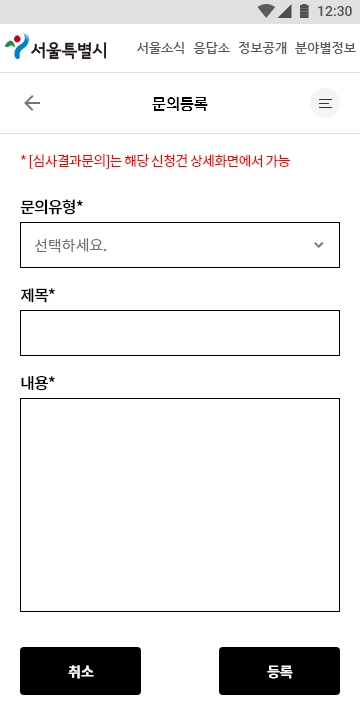 12:30
서울특별시 서울소식 응답소 정보공개 분야별정보
문의등록
* [심사결과문의]는 해당 신청건 상세화면에서 가능
문의유형*
선택하세요.
제목*
내용*
취소 등록